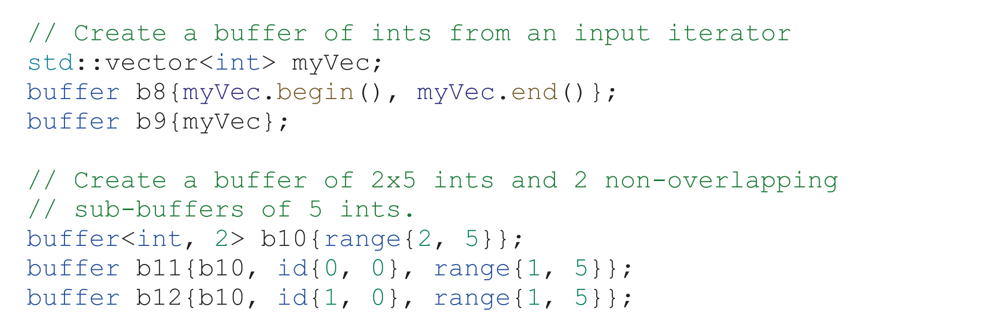 // Create a buffer of ints from an input iterator
std::vector<int> myVec;
buffer b8{myVec.begin(), myVec.end()};
buffer b9{myVec};

// Create a buffer of 2x5 ints and 2 non-overlapping
// sub-buffers of 5 ints.
buffer<int, 2> b10{range{2, 5}};
buffer b11{b10, id{0, 0}, range{1, 5}};
buffer b12{b10, id{1, 0}, range{1, 5}};